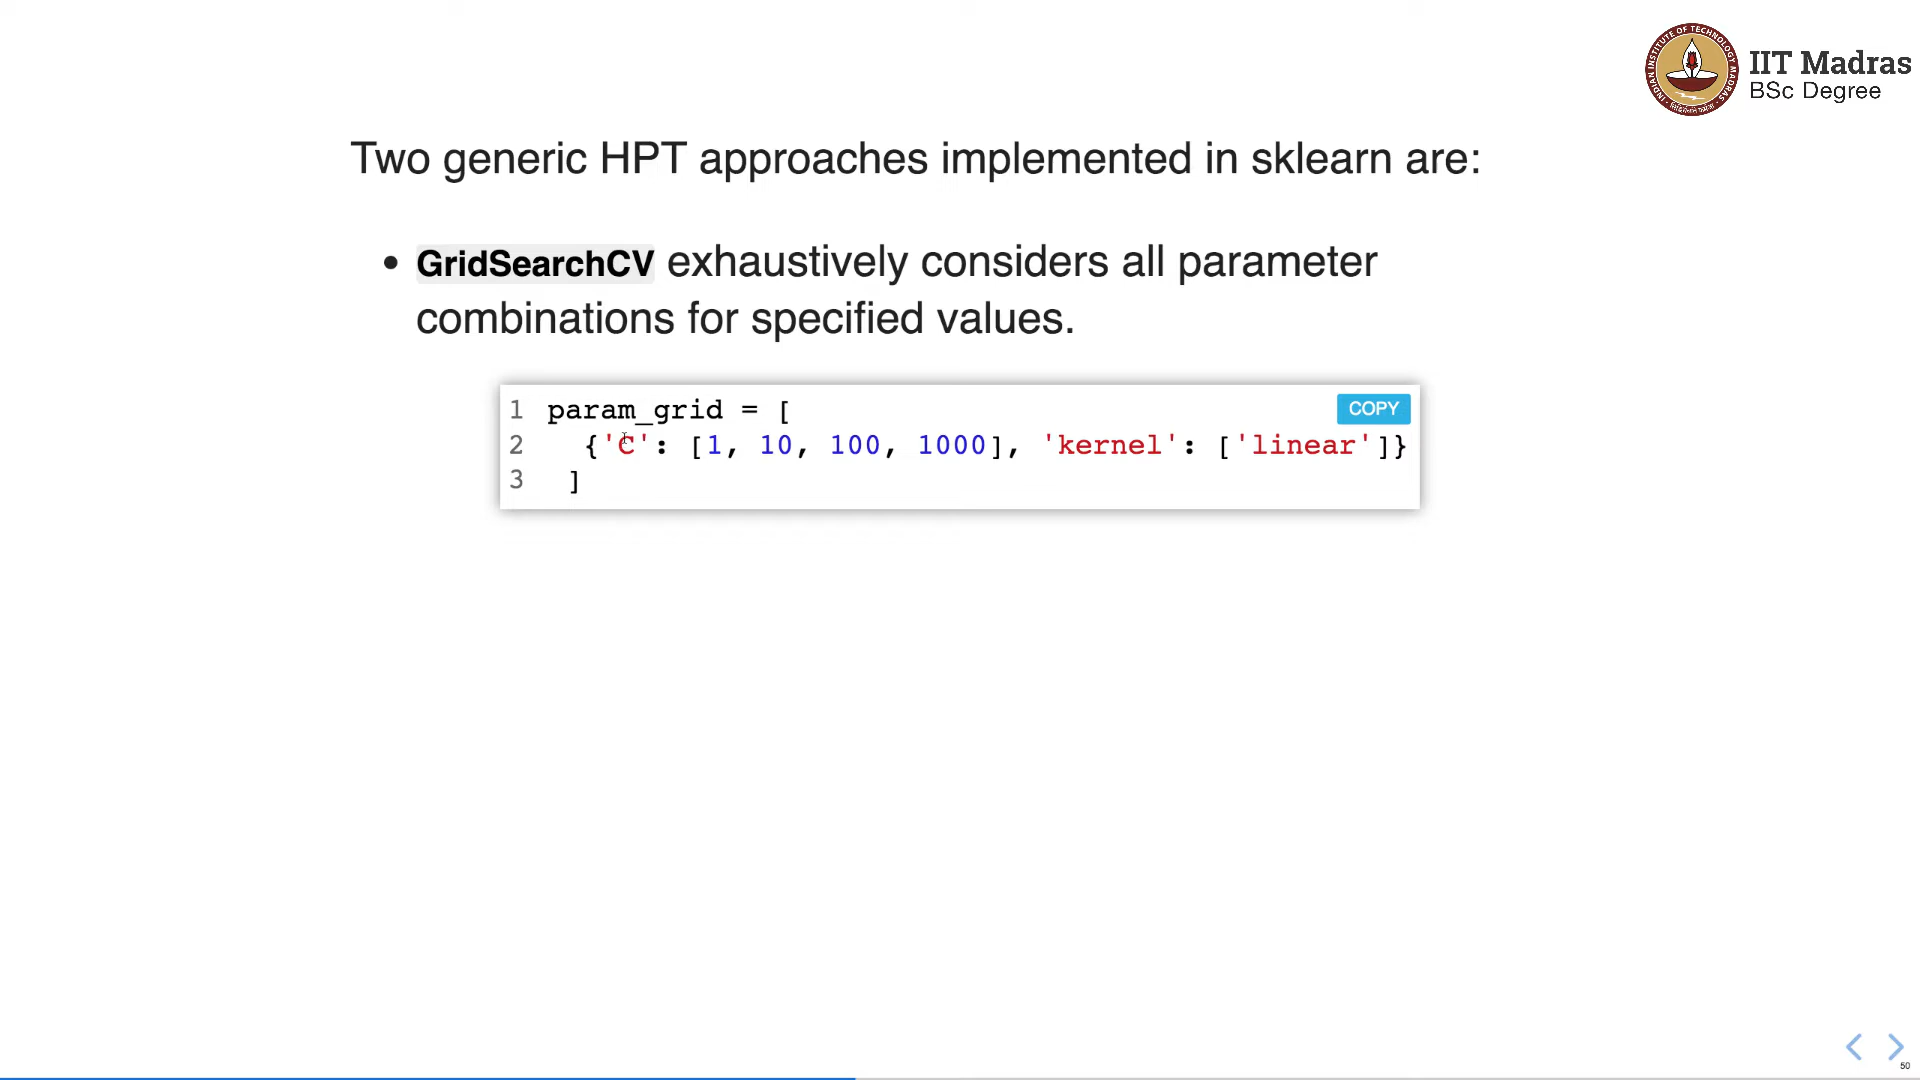 IIT Madras
BSc Degree
Two generic HPT approaches implemented in sklearn are:
• GridSearchCV exhaustively considers all parameter
combinations for specified values.
COPY
1 param_grid = [
2 {'C': [1, 10, 100, 1000], 'kernel': ['linear']}
3 ]
50